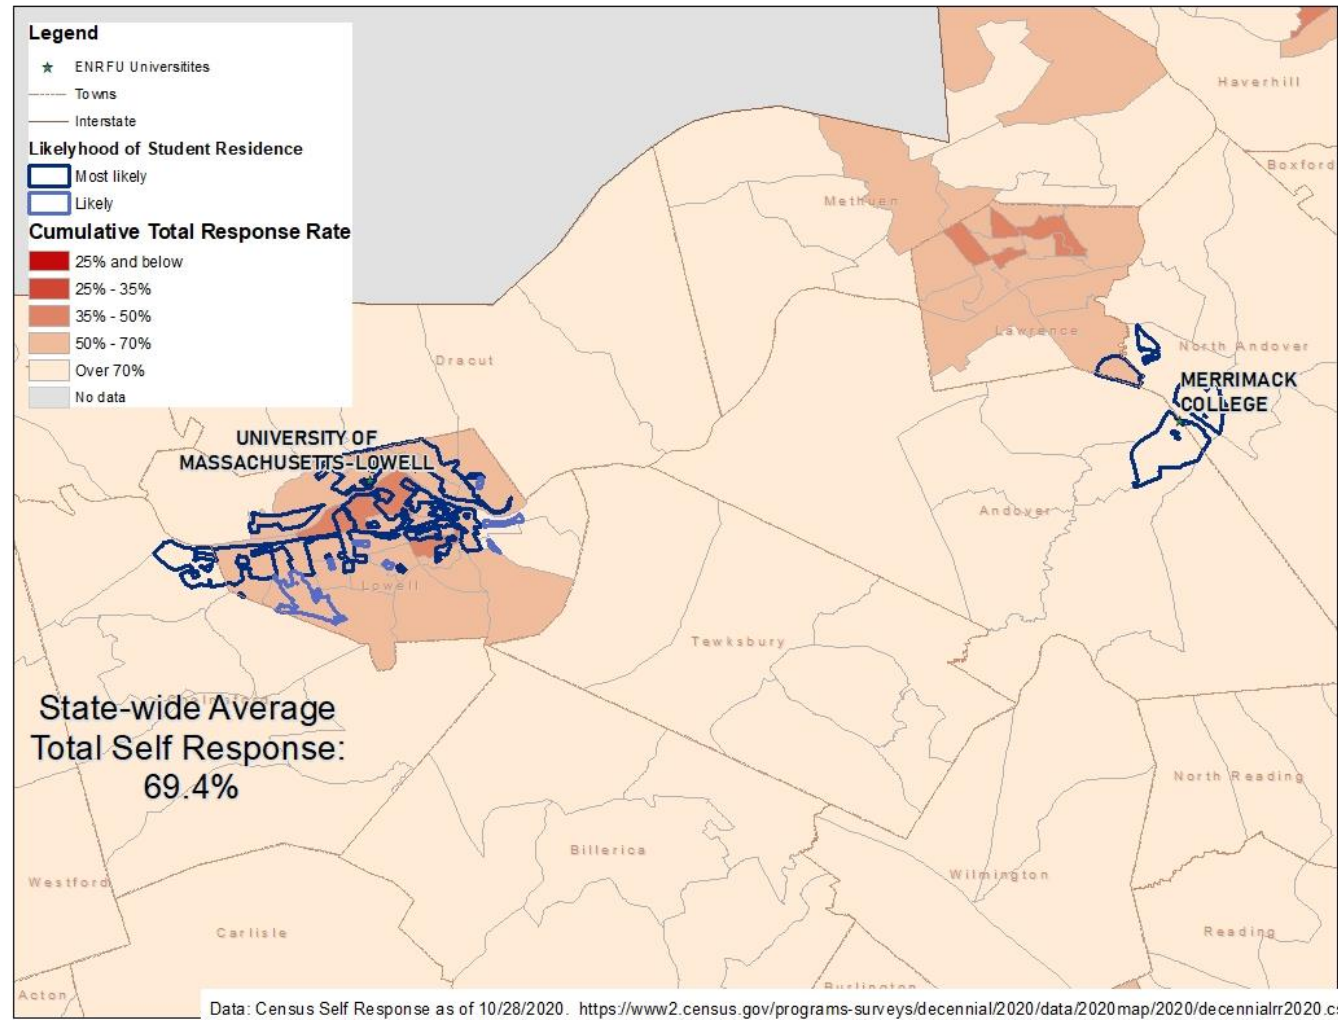 Legend
ENRFU Universitites
Towns
Interstate
Likelyhood of Student Residence
Most likely
Likely
Cumulative Total Response Rate
25% and below
25% - 35%
35% - 50%
50% - 70%
Over 70%
No data
Haverhill
Boxford
Methuen
Lawrence
North Andover
Dracut
MERRIMACK
COLLEGE
UNIVERSITY OF
MASSACHUSETTS-LOWELL
Andover
Lowell
Tewksbury
State-wide Average
Total Self Response:
69.4%
North Reading
Billerica
Westford
Wilmington
Carlisle
Reading
Acton
Data: Census Self Response as of 10/28/2020. https://www2.census.gov/programs-surveys/decennial/2020/data/2020map/2020/decennialrr2020.c